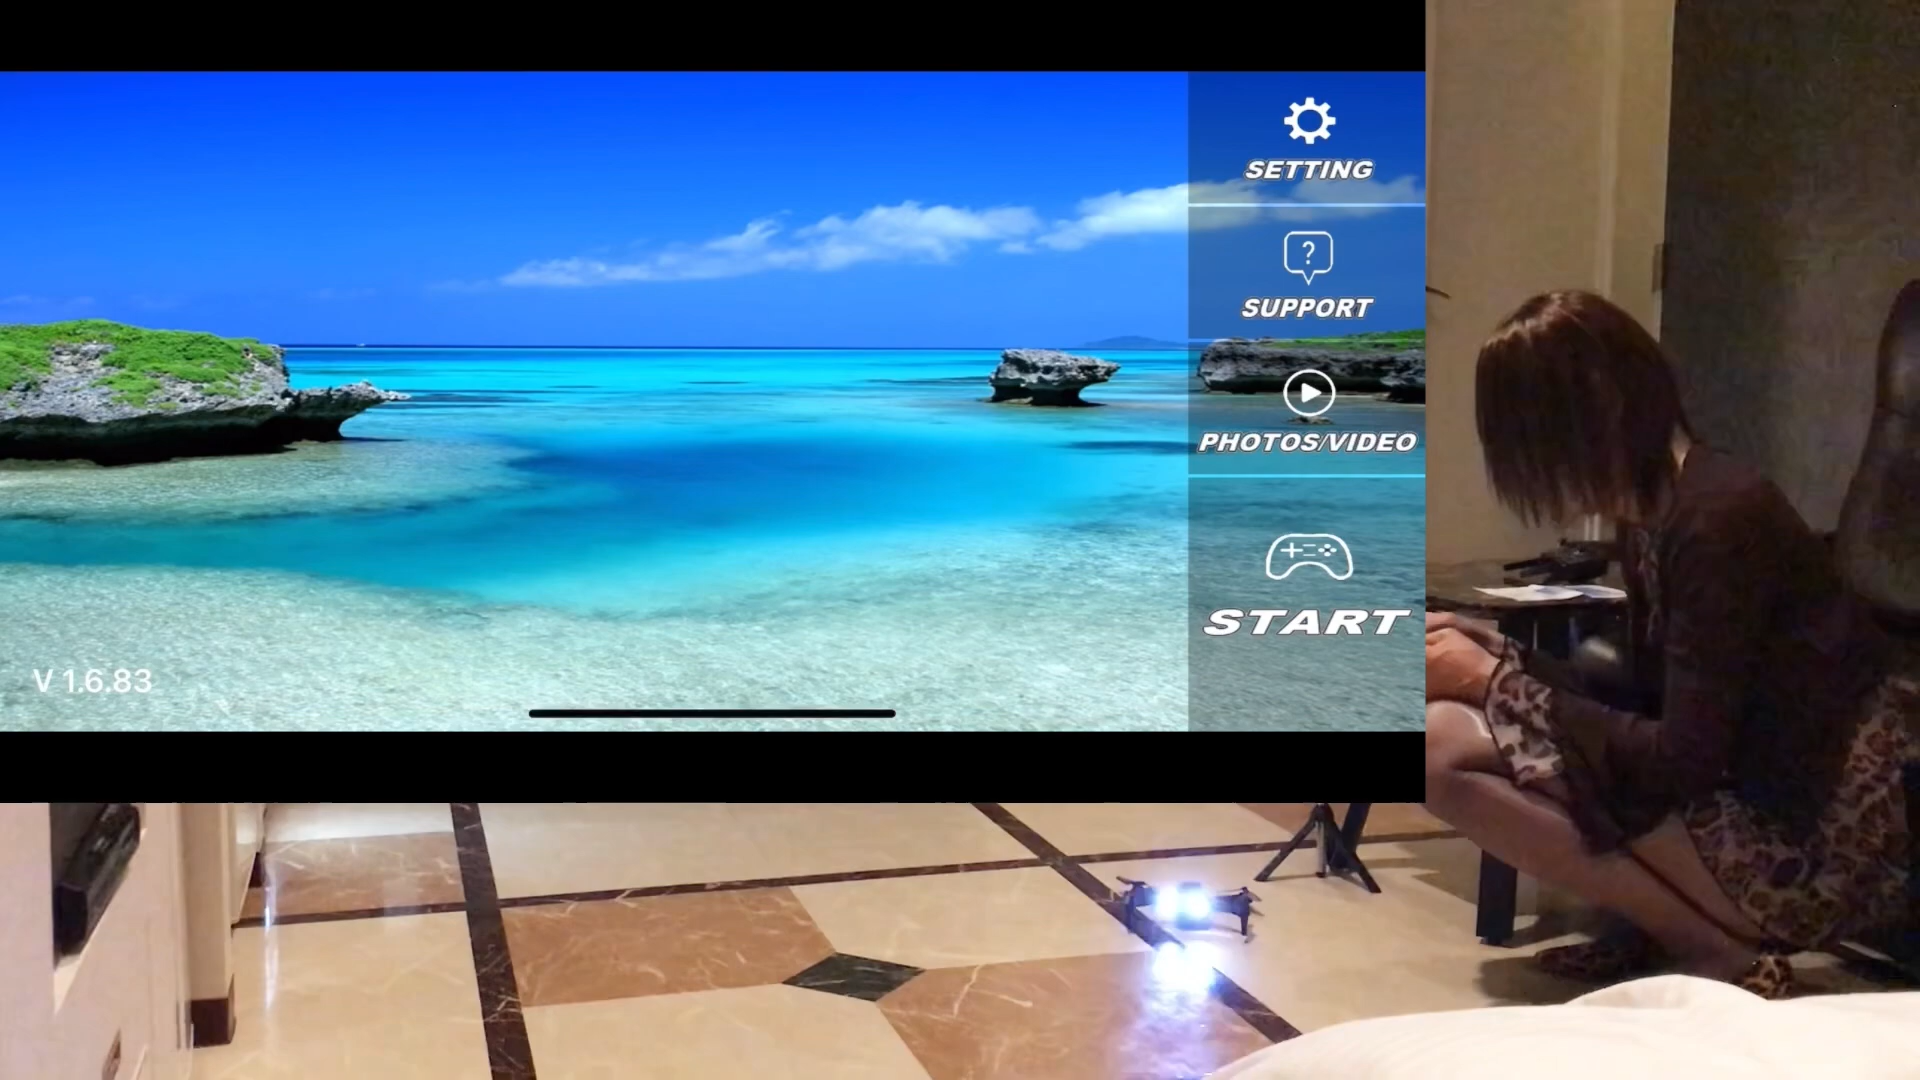 SETTING
SUPPORT
PHOTOS/VIDEO
START
V 1.6.83